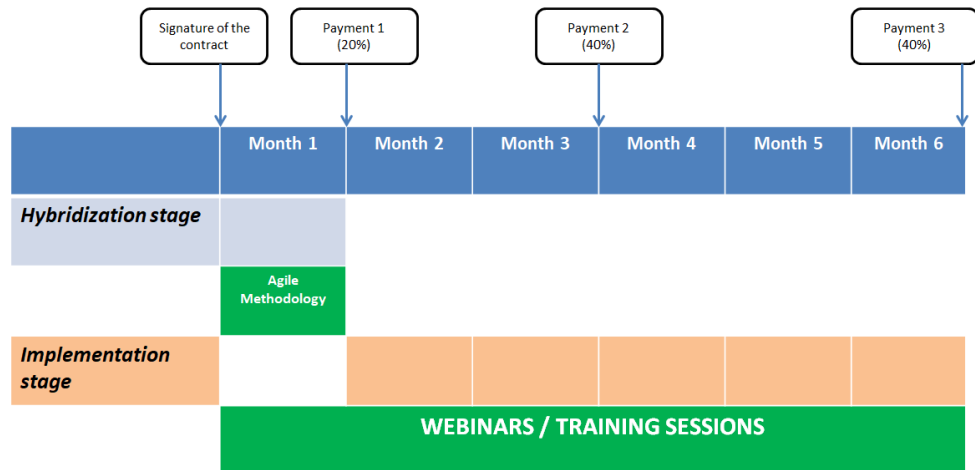 Signature of the
contract
Payment 1
(20%)
Payment 2
(40%)
Payment 3
(40%)
Month 1
Month 2
Month 3
Month 4
Month 5
Month 6
Hybridization stage
Agile
Methodology
Implementation
stage
WEBINARS / TRAINING SESSIONS